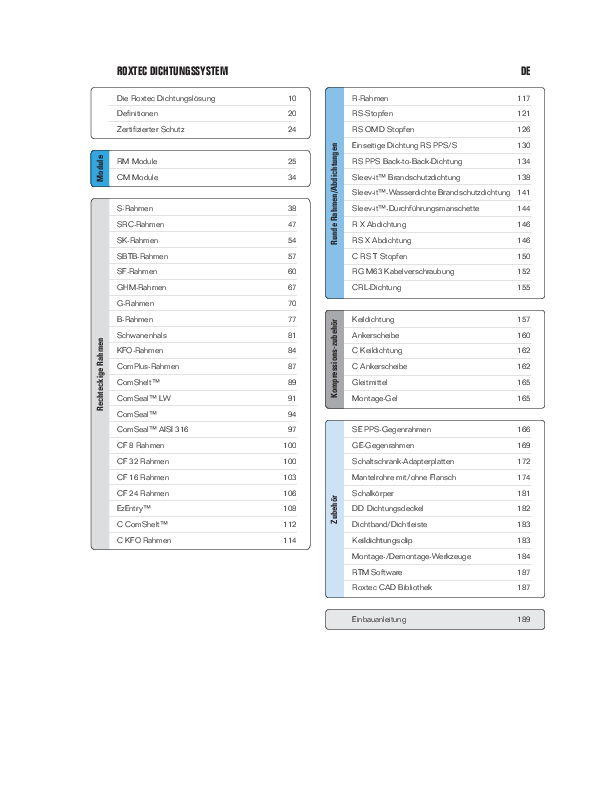 ROXTEC DICHTUNGSSYSTEM DE
Die Roxtec Dichtungslösung 10
Definitionen 20
Zertifizierter Schutz 24
Module
RM Module 25
CM Module 34
Rechteckige Rahmen
S-Rahmen 38
SRC-Rahmen 47
SK-Rahmen 54
SBTB-Rahmen 57
SF-Rahmen 60
GHM-Rahmen 67
G-Rahmen 70
B-Rahmen 77
Schwanenhals 81
KFO-Rahmen 84
ComPlus-Rahmen 87
ComShelt™ 89
ComSeal™ LW 91
ComSeal™ 94
ComSeal™ AISI 316 97
CF 8 Rahmen 100
CF 32 Rahmen 100
CF 16 Rahmen 103
CF 24 Rahmen 106
EzEntry™ 108
C ComShelt™ 112
C KFO Rahmen 114
Runde Rahmen/Abdichtungen
R-Rahmen 117
RS-Stopfen 121
RS OMD Stopfen 126
Einseitige Dichtung RS PPS/S 130
RS PPS Back-to-Back-Dichtung 134
Sleev-it™ Brandschutzdichtung 138
Sleev-it™-Wasserdichte Brandschutzdichtung 141
Sleev-it™-Durchführungsmanschette 144
R X Abdichtung 146
RS X Abdichtung 146
C RS T Stopfen 150
RG M63 Kabelverschraubung 152
CRL-Dichtung 155
Kompressions-zubehör
Keildichtung 157
Ankerscheibe 160
C Keildichtung 162
C Ankerscheibe 162
Gleitmittel 165
Montage-Gel 165
Zubehör
SE PPS-Gegenrahmen 166
GE-Gegenrahmen 169
Schaltschrank-Adapterplatten 172
Mantelrohre mit/ohne Flansch 174
Schalkörper 181
DD Dichtungsdeckel 182
Dichtband/Dichtleiste 183
Keildichtungsclip 183
Montage-/Demontage-Werkzeuge 184
RTM Software 187
Roxtec CAD Bibliothek 187
Einbauanleitung 189